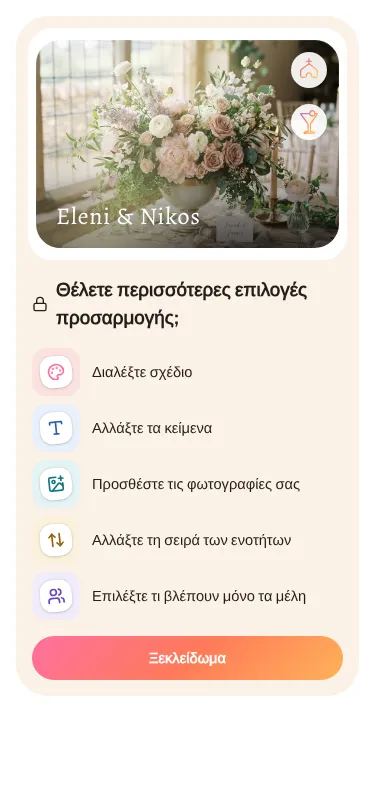 Eleni & Nikos
Θέλετε περισσότερες επιλογές
προσαρμογής;
Διαλέξτε σχέδιο
Αλλάξτε τα κείμενα
Προσθέστε τις φωτογραφίες σας
Αλλάξτε τη σειρά των ενοτήτων
Επιλέξτε τι βλέπουν μόνο τα μέλη
Ξεκλείδωμα